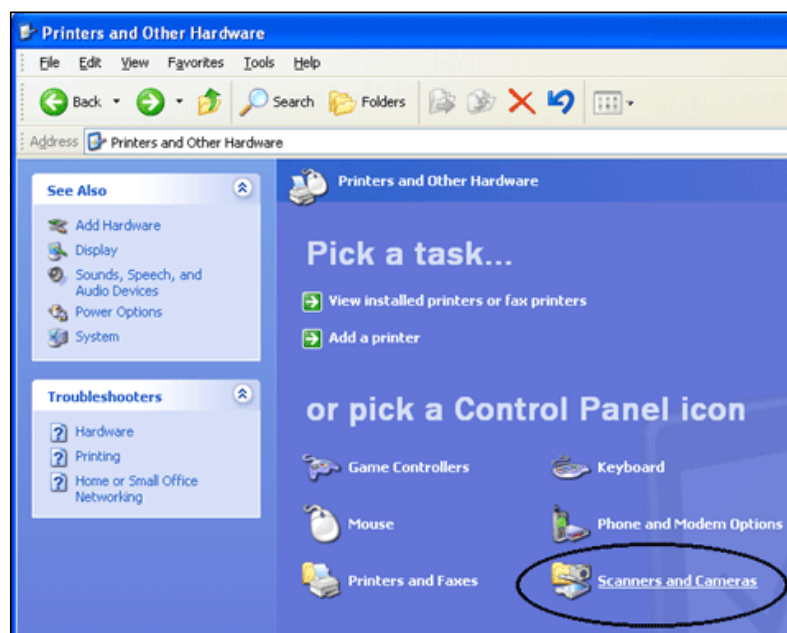 Printers and Other Hardware
File Edit View Favorites Tools Help
Back Search Folders
Address Printers and Other Hardware
See Also
Add Hardware
Display
Sounds, Speech, and
Audio Devices
Power Options
System
Troubleshooters
Hardware
Printing
Home or Small Office
Networking
Printers and Other Hardware
Pick a task...
View installed printers or fax printers
Add a printer
or pick a Control Panel icon
Game Controllers
Keyboard
Mouse
Phone and Modem Options
Printers and Faxes
Scanners and Cameras